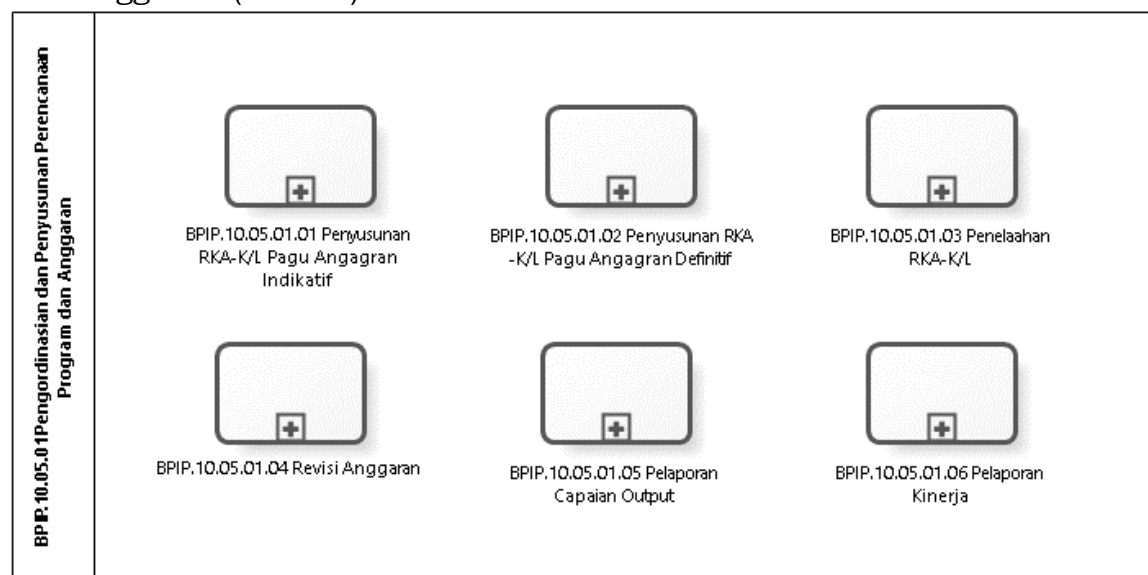 BPIP.10.05.01Pengordinasian dan Penyusunan Perencanaan
Program dan Anggaran
BPIP.10.05.01.01 Penyusunan
RKA-K/L Pagu Angagran
Indikatif
BPIP.10.05.01.02 Penyusunan RKA
-K/L Pagu Angagran Definitif
BPIP.10.05.01.03 Penelaahan
RKA-K/L
BPIP.10.05.01.04 Revisi Anggaran
BPIP.10.05.01.05 Pelaporan
Capaian Output
BPIP.10.05.01.06 Pelaporan
Kinerja